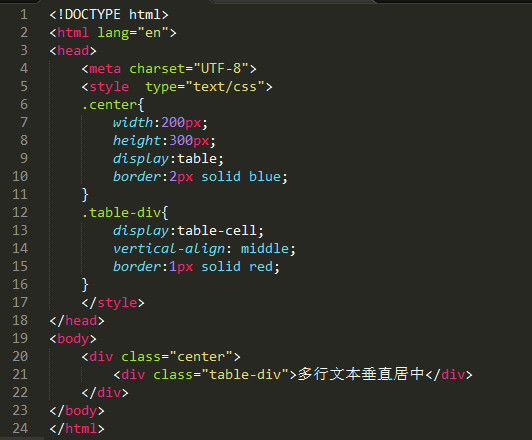 1 <!DOCTYPE html>
2 <html lang="en">
3 <head>
4     <meta charset="UTF-8">
5     <style  type="text/css">
6     .center{
7         width:200px;
8         height:300px;
9         display:table;
10         border:2px solid blue;
11     }
12     .table-div{
13         display:table-cell;
14         vertical-align: middle;
15         border:1px solid red;
16     }
17     </style>
18 </head>
19 <body>
20     <div class="center">
21         <div class="table-div">多行文本垂直居中</div>
22     </div>
23 </body>
24 </html>